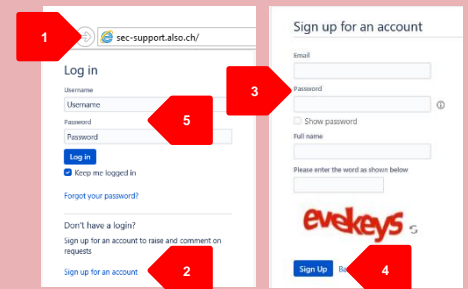 1
sec-support.also.ch/
Log in
Username
Username
Password
Password
5
Log in
Keep me logged in
Forgot your password?
Don't have a login?
Sign up for an account to raise and comment on
requests
Sign up for an account
2
Sign up for an account
Email
3
Password
Show password
Full name
Please enter the word as shown below
evekeys
Sign Up
4